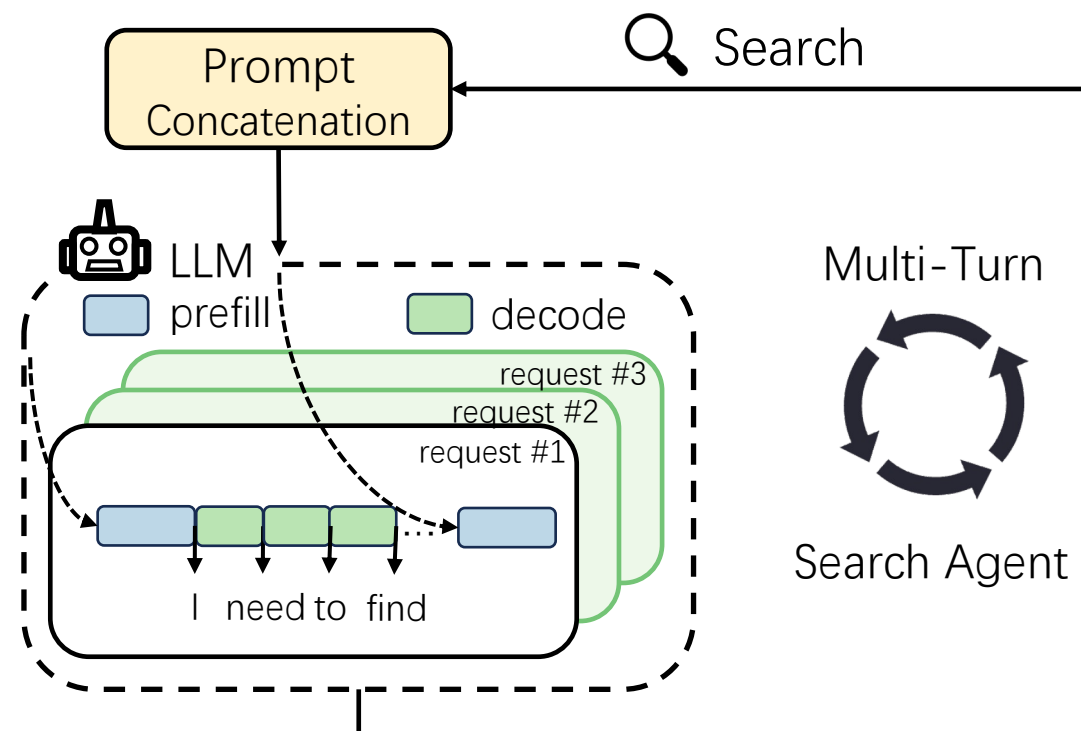 Search
Prompt
Concatenation
LLM
prefill
decode
Multi-Turn
request #3
request #2
request #1
.....
I need to find
Search Agent